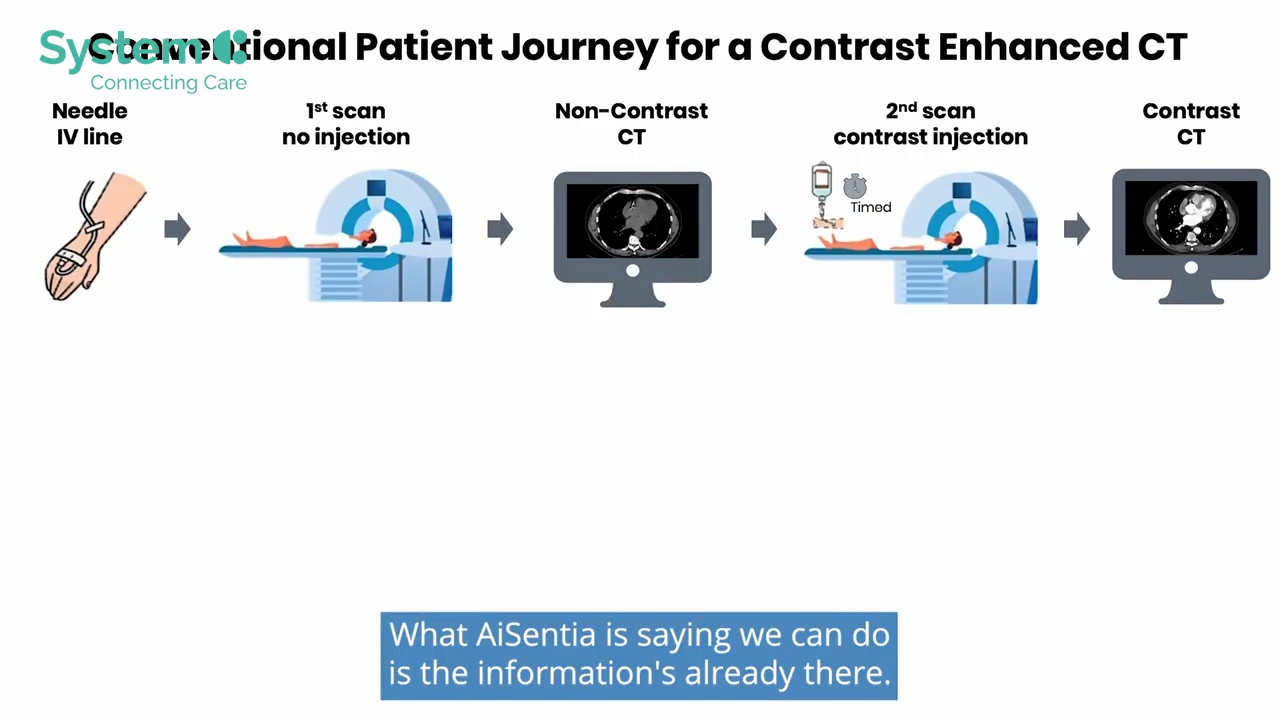 System C
Connecting Care
Conventional Patient Journey for a Contrast Enhanced CT
Needle
IV line
1st scan
no injection
Non-Contrast
CT
2nd scan
contrast injection
Contrast
CT
Timed
What AiSentia is saying we can do
is the information's already there.